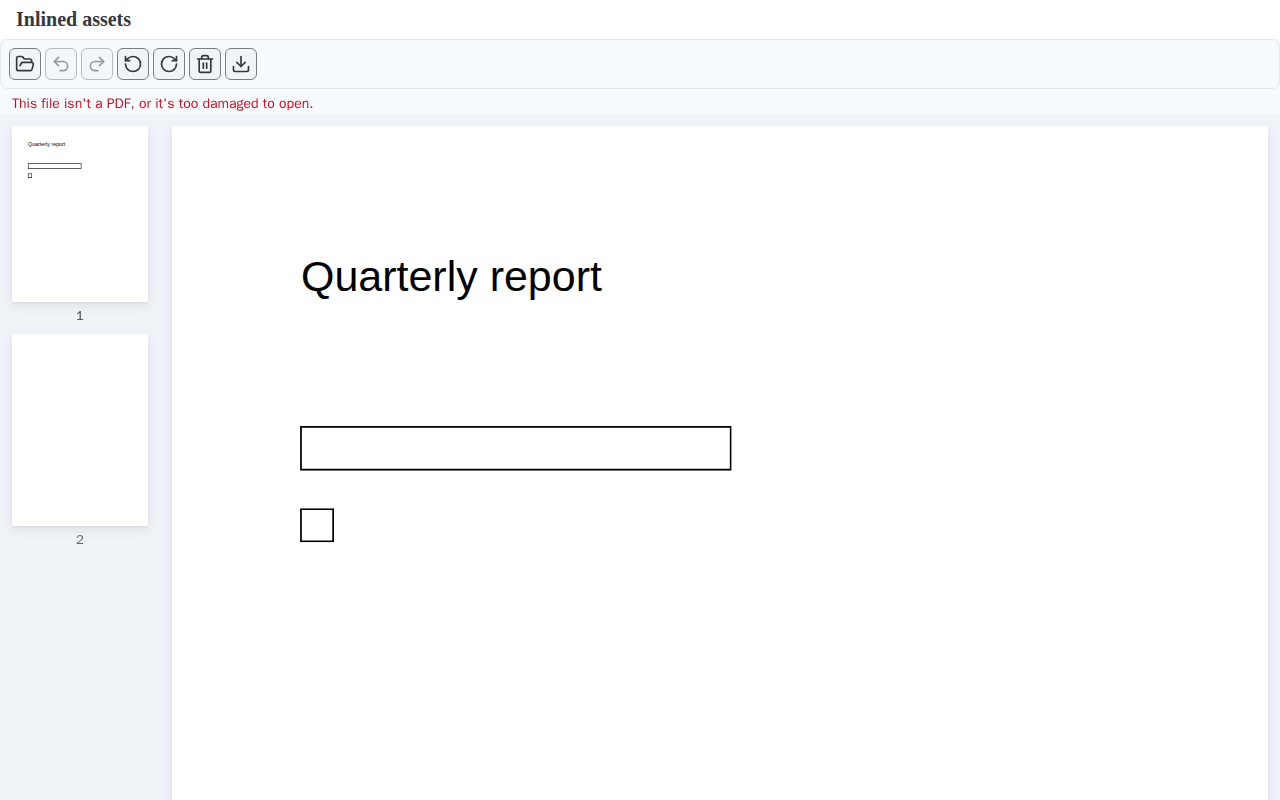 Inlined assets
This file isn't a PDF, or it's too damaged to open.
Quarterly report
1
2
Quarterly report